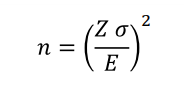 n = (Z σ / E)²